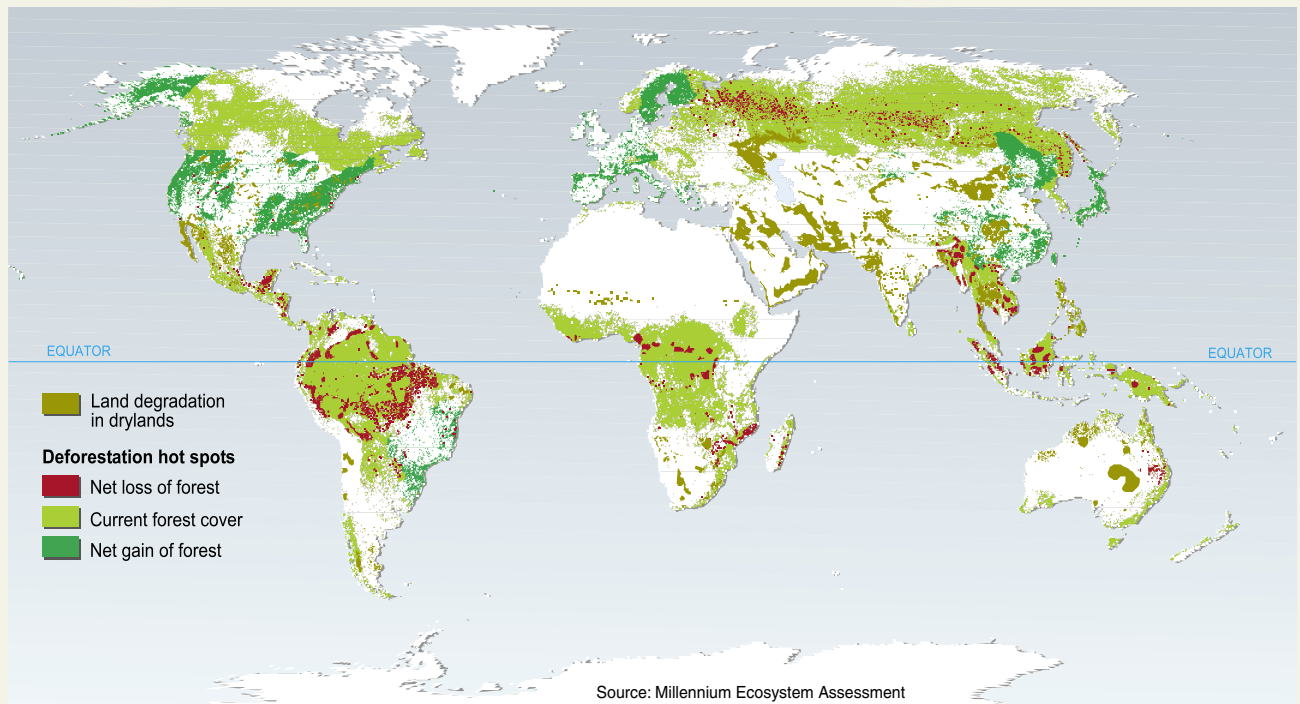 EQUATOR
EQUATOR
Land degradation
in drylands
Deforestation hot spots
Net loss of forest
Current forest cover
Net gain of forest
Source: Millennium Ecosystem Assessment